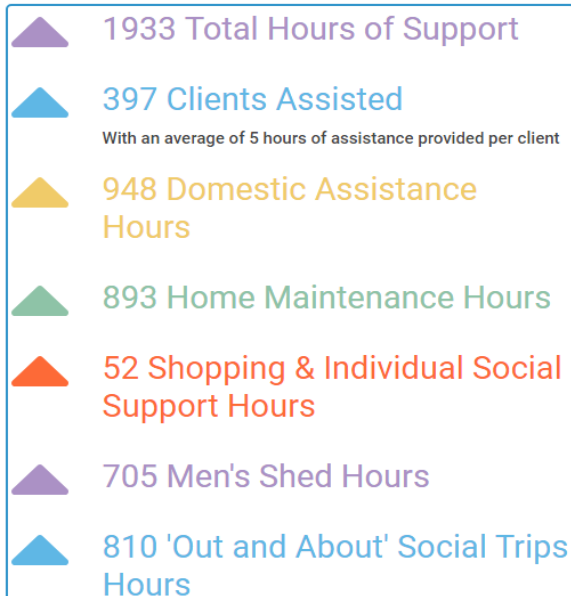 1933 Total Hours of Support
397 Clients Assisted
With an average of 5 hours of assistance provided per client
948 Domestic Assistance
Hours
893 Home Maintenance Hours
52 Shopping & Individual Social
Support Hours
705 Men's Shed Hours
810 'Out and About' Social Trips
Hours